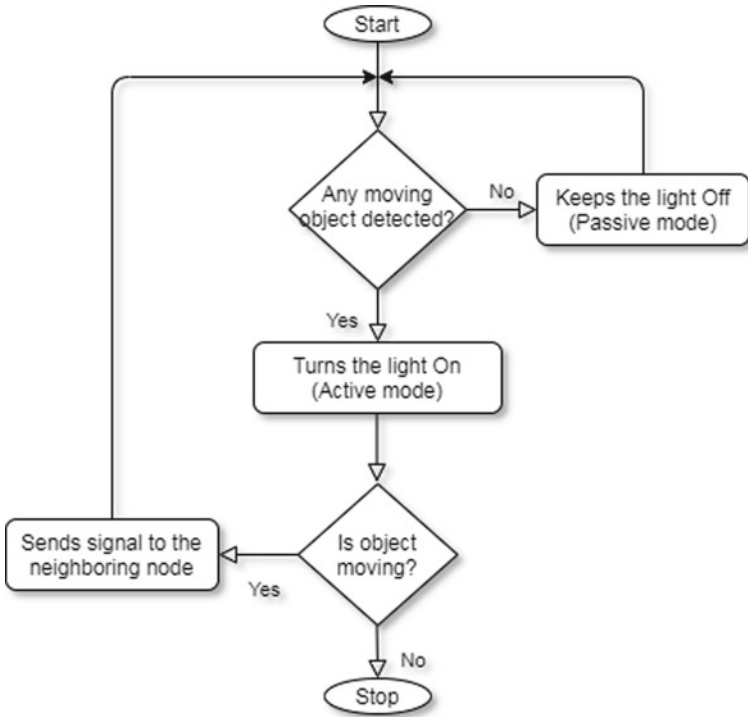 Start
Any moving
object detected?
No
Keeps the light Off
(Passive mode)
Yes
Turns the light On
(Active mode)
Is object
moving?
Yes
Sends signal to the
neighboring node
No
Stop